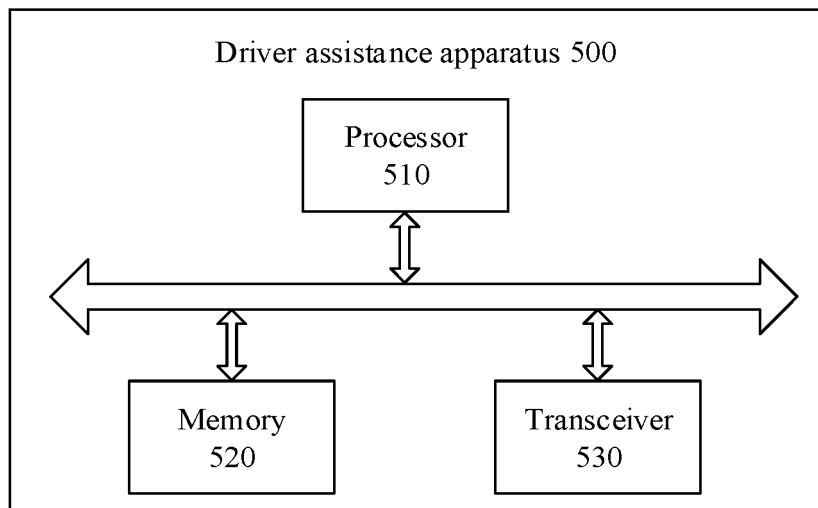 Driver assistance apparatus 500
Processor
510
Memory
520
Transceiver
530